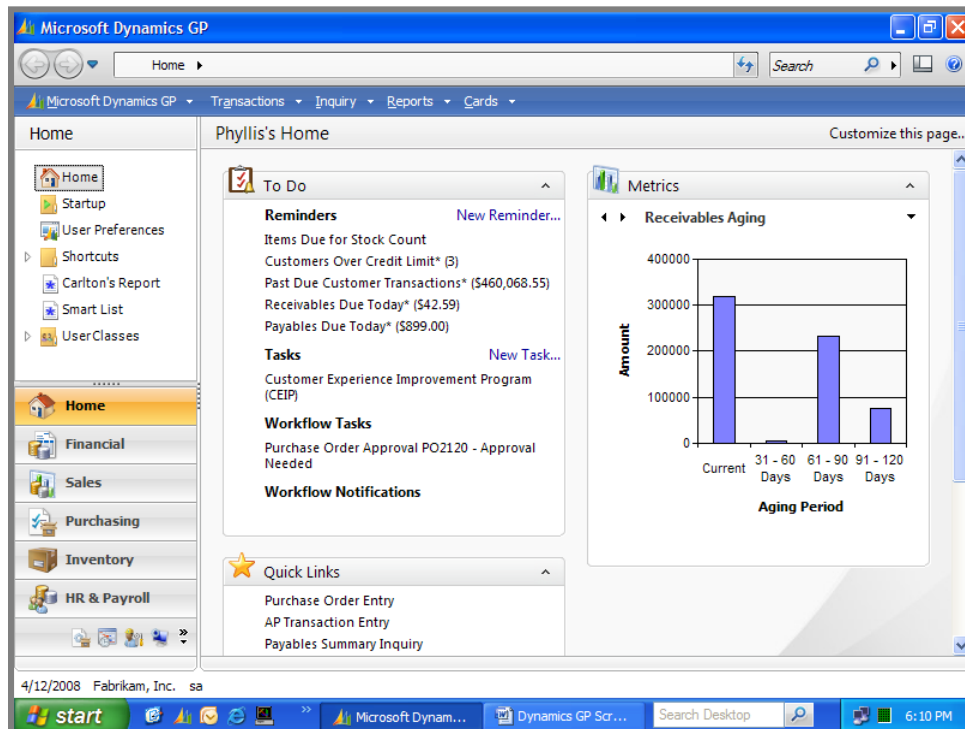 Microsoft Dynamics GP
Home
Search
Microsoft Dynamics GP Transactions Inquiry Reports Cards
Home
Phyllis's Home
Customize this page...
Home
Startup
User Preferences
Shortcuts
Carlton's Report
Smart List
UserClasses
Home
Financial
Sales
Purchasing
Inventory
HR & Payroll
To Do
Reminders New Reminder...
Items Due for Stock Count
Customers Over Credit Limit* (3)
Past Due Customer Transactions* ($460,068.55)
Receivables Due Today* ($42.59)
Payables Due Today* ($899.00)
Tasks New Task...
Customer Experience Improvement Program
(CEIP)
Workflow Tasks
Purchase Order Approval PO2120 - Approval
Needed
Workflow Notifications
Quick Links
Purchase Order Entry
AP Transaction Entry
Payables Summary Inquiry
Metrics
Receivables Aging
400000
300000
200000
100000
0
Amount
Current 31 - 60 61 - 90 91 - 120
Days Days Days
Aging Period
4/12/2008 Fabrikam, Inc. sa
start Microsoft Dynam... Dynamics GP Scr... Search Desktop 6:10 PM